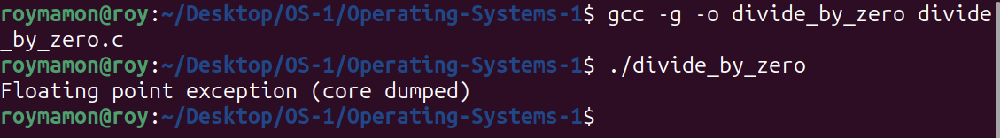 roymamon@roy:~/Desktop/OS-1/Operating-Systems-1$ gcc -g -o divide_by_zero divide
_by_zero.c
roymamon@roy:~/Desktop/OS-1/Operating-Systems-1$ ./divide_by_zero
Floating point exception (core dumped)
roymamon@roy:~/Desktop/OS-1/Operating-Systems-1$